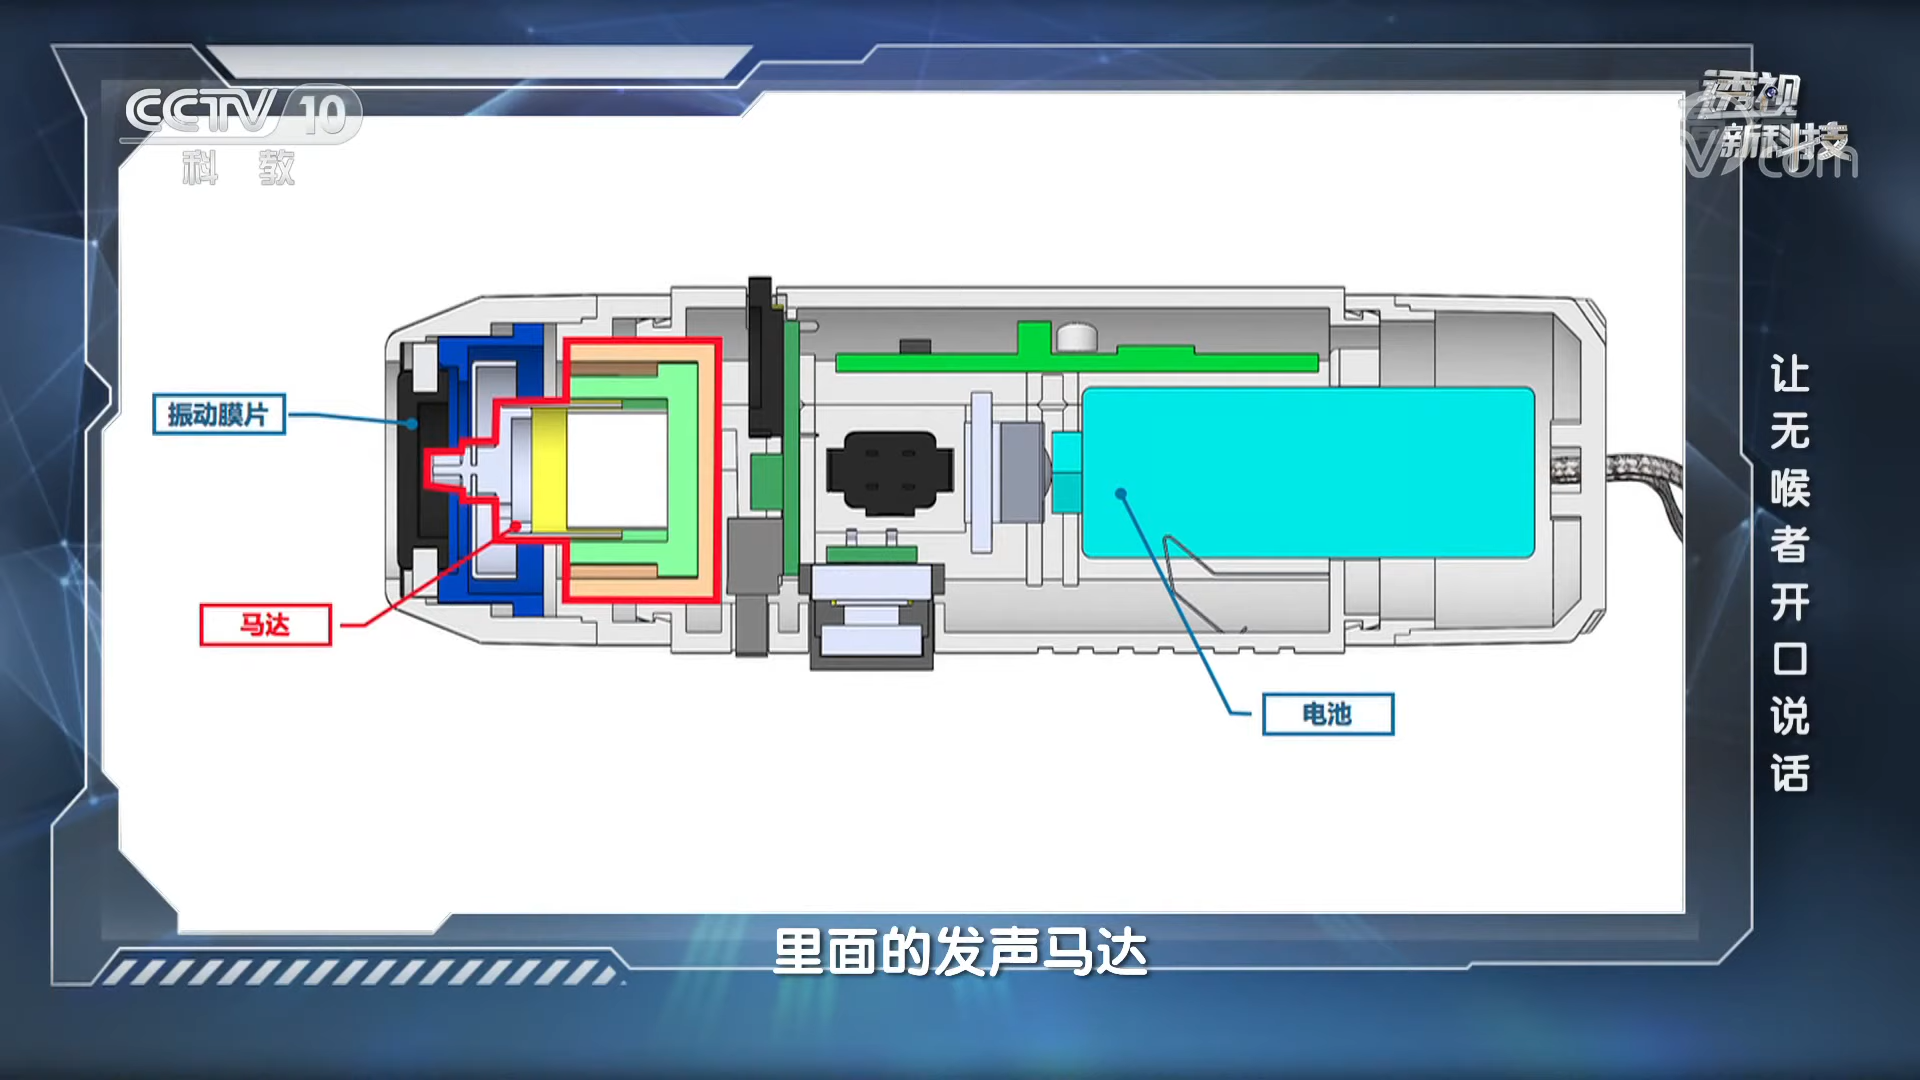 CCTV 10
科 教
透视
新科技
v.com
振动膜片
马达
电池
让无喉者开口说话
里面的发声马达